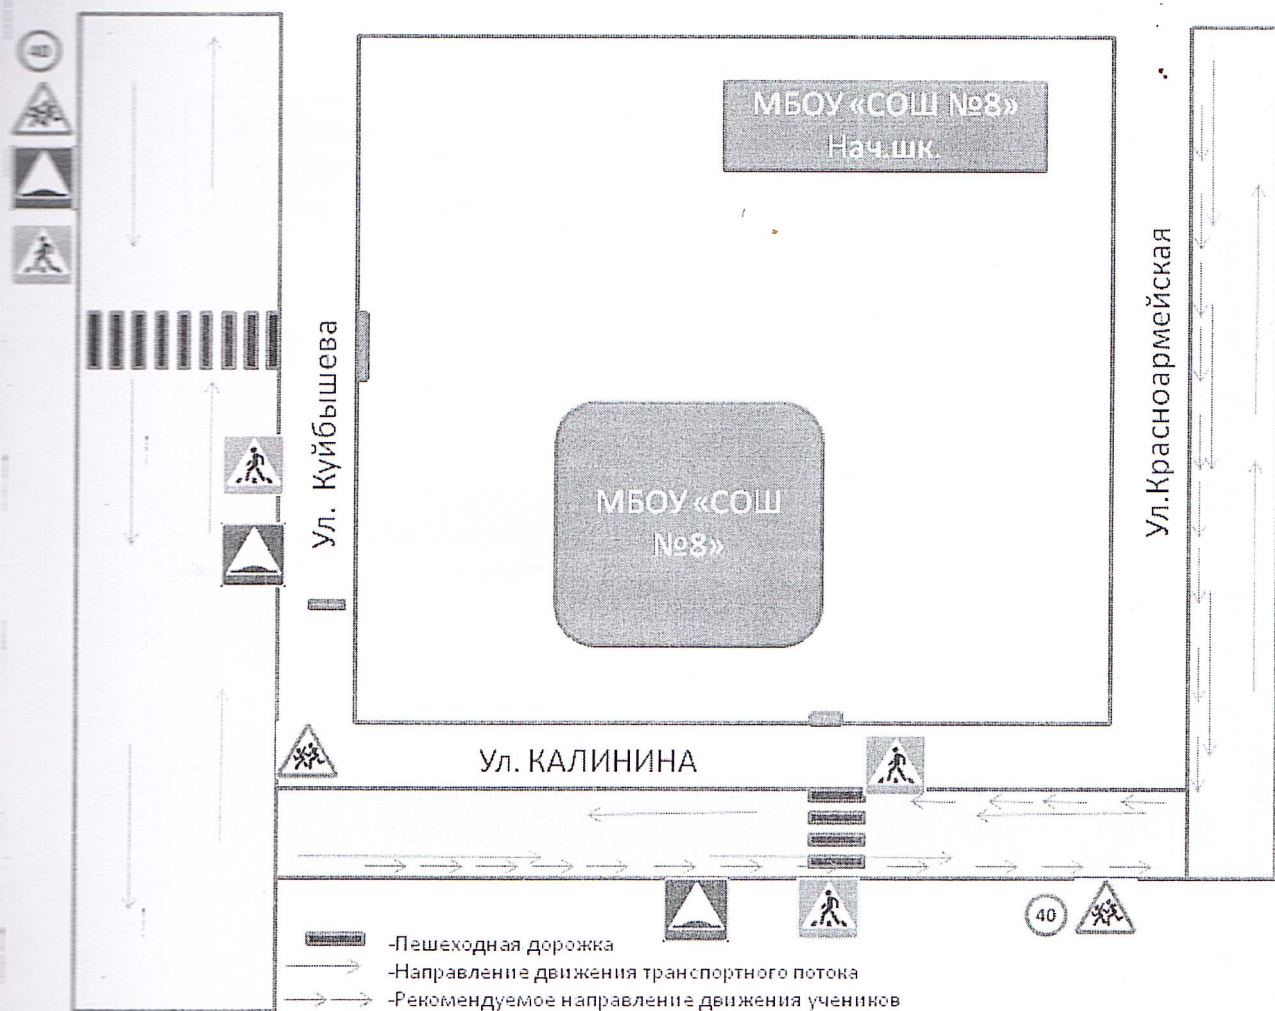 40
МБОУ «СОШ №8»
Нач.шк.
Ул. Куйбышева
МБОУ «СОШ
№8»
Ул.Красноармейская
Ул. КАЛИНИНА
40
-Пешеходная дорожка
-Направление движения транспортного потока
-Рекомендуемое направление движения учеников